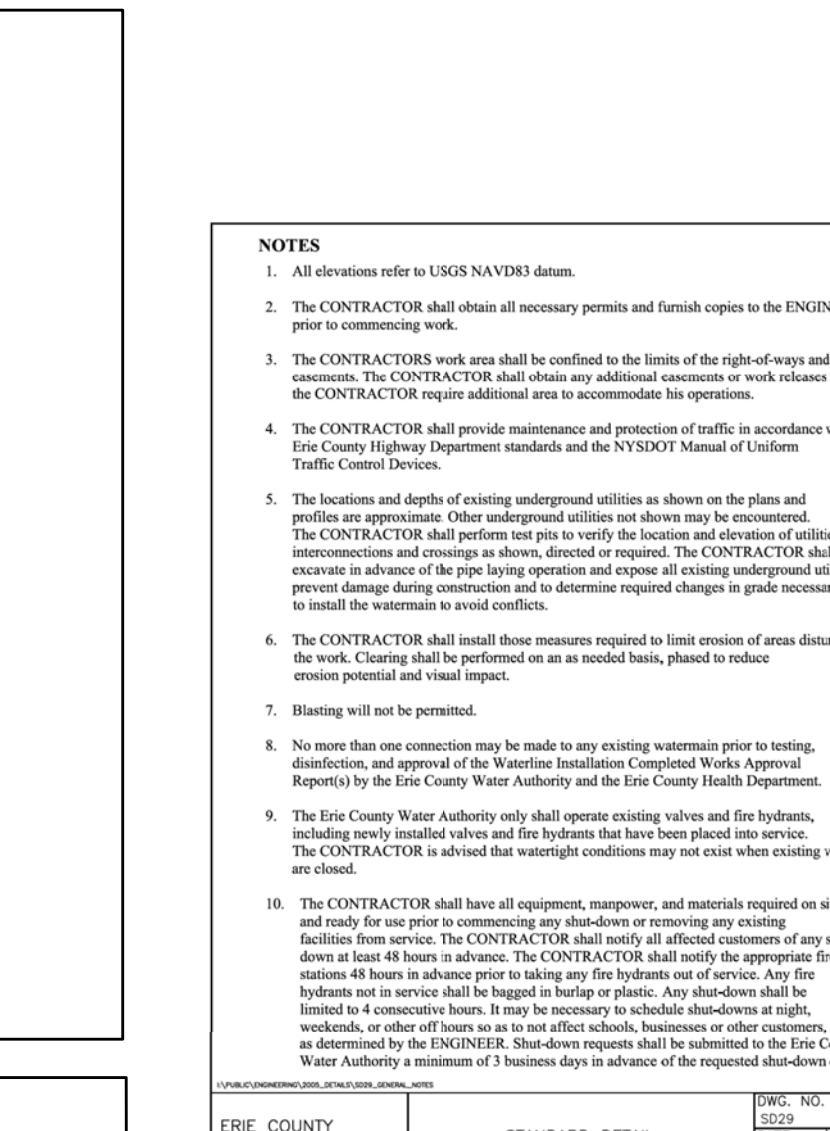 NOTES
1. All elevations refer to USGS NAVD83 datum.
2. The CONTRACTOR shall obtain all necessary permits and furnish copies to the ENGIN
prior to commencing work.
3. The CONTRACTORS work area shall be confined to the limits of the right-of-ways and
easements. The CONTRACTOR shall obtain any additional easements or work releases
the CONTRACTOR require additional area to accommodate his operations.
4. The CONTRACTOR shall provide maintenance and protection of traffic in accordance w
Erie County Highway Department standards and the NYSDOT Manual of Uniform
Traffic Control Devices.
5. The locations and depths of existing underground utilities as shown on the plans and
profiles are approximate. Other underground utilities not shown may be encountered.
The CONTRACTOR shall perform test pits to verify the location and elevation of utilitie
interconnections and crossings as shown, directed or required. The CONTRACTOR shal
excavate in advance of the pipe laying operation and expose all existing underground uti
prevent damage during construction and to determine required changes in grade necessar
to install the watermain to avoid conflicts.
6. The CONTRACTOR shall install those measures required to limit erosion of areas distur
the work. Clearing shall be performed on an as needed basis, phased to reduce
erosion potential and visual impact.
7. Blasting will not be permitted.
8. No more than one connection may be made to any existing watermain prior to testing,
disinfection, and approval of the Waterline Installation Completed Works Approval
Report(s) by the Erie County Water Authority and the Erie County Health Department.
9. The Erie County Water Authority only shall operate existing valves and fire hydrants,
including newly installed valves and fire hydrants that have been placed into service.
The CONTRACTOR is advised that watertight conditions may not exist when existing v
are closed.
10. The CONTRACTOR shall have all equipment, manpower, and materials required on si
and ready for use prior to commencing any shut-down or removing any existing
facilities from service. The CONTRACTOR shall notify all affected customers of any s
down at least 48 hours in advance. The CONTRACTOR shall notify the appropriate fire
stations 48 hours in advance prior to taking any fire hydrants out of service. Any fire
hydrants not in service shall be bagged in burlap or plastic. Any shut-down shall be
limited to 4 consecutive hours. It may be necessary to schedule shut-downs at night,
weekends, or other off hours so as to not affect schools, businesses or other customers,
as determined by the ENGINEER. Shut-down requests shall be submitted to the Erie Co
Water Authority a minimum of 3 business days in advance of the requested shut-down
I:\PUBLIC\ENGINEERING\2005_DETAILS\SD29_GENERAL_NOTES
DWG. NO.
SD29
ERIE COUNTY
STANDARD DETAIL